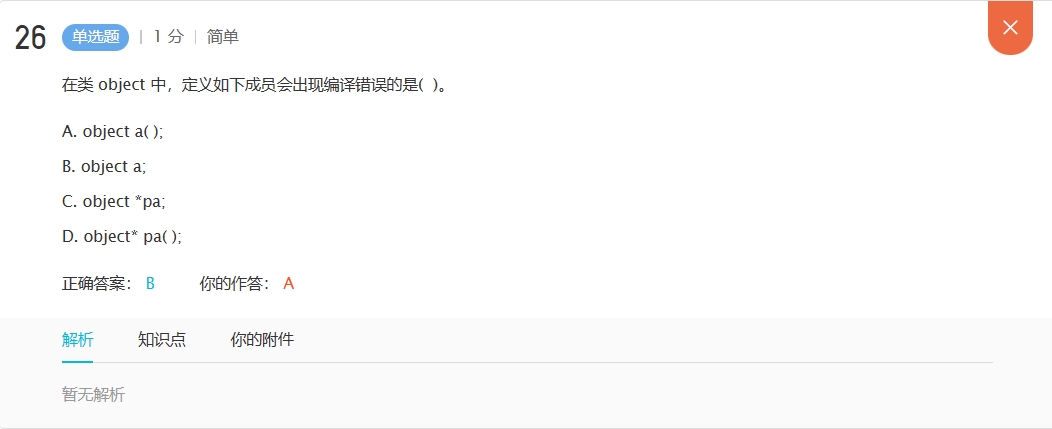 26 单选题 | 1 分 | 简单
在类 object 中，定义如下成员会出现编译错误的是( )。
A. object a( );
B. object a;
C. object *pa;
D. object* pa( );
正确答案： B 你的作答： A
解析 知识点 你的附件
暂无解析